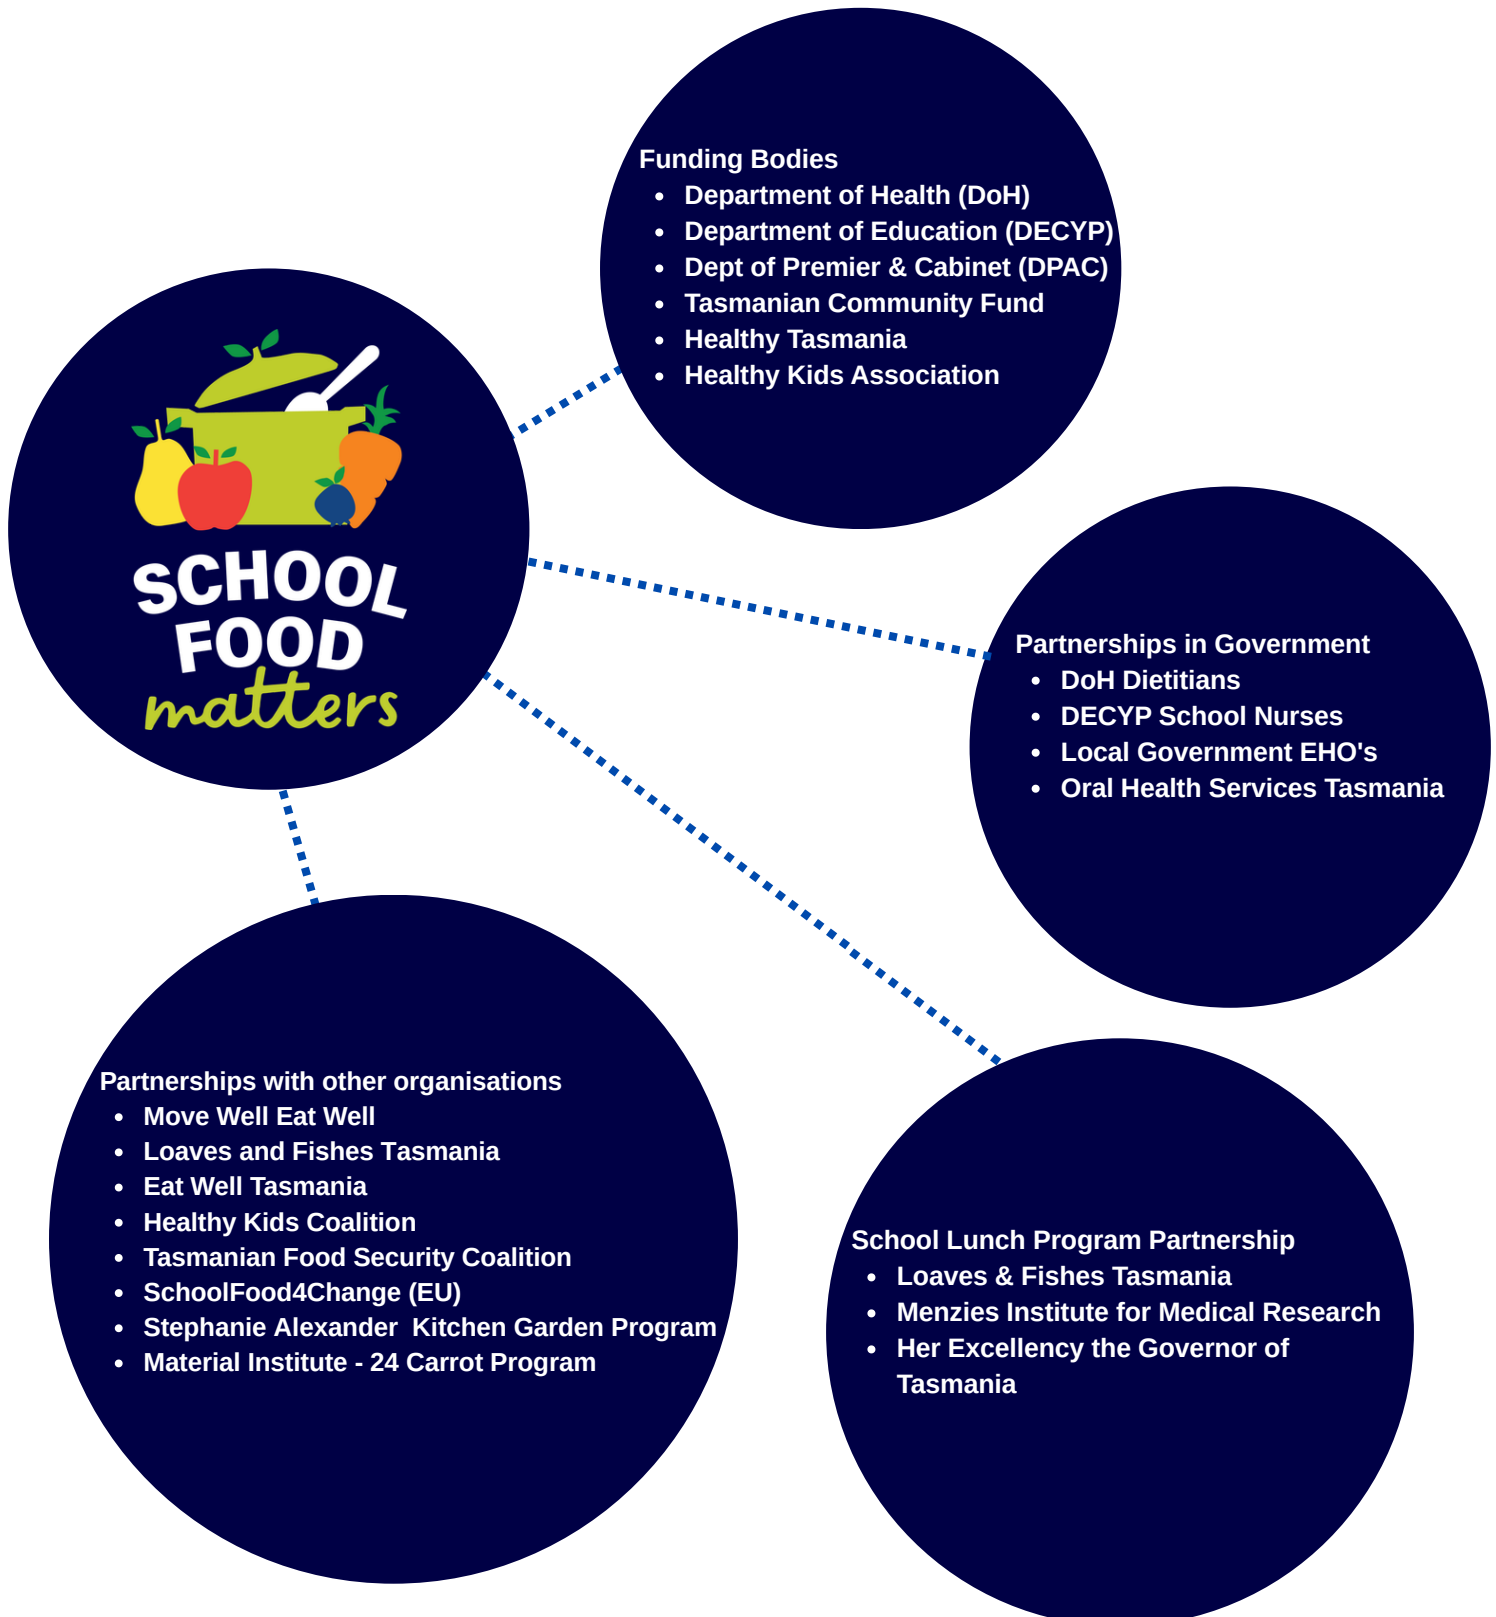 Funding Bodies
• Department of Health (DoH)
• Department of Education (DECYP)
• Dept of Premier & Cabinet (DPAC)
• Tasmanian Community Fund
• Healthy Tasmania
• Healthy Kids Association
SCHOOL
FOOD
matters
Partnerships in Government
• DoH Dietitians
• DECYP School Nurses
• Local Government EHO's
• Oral Health Services Tasmania
Partnerships with other organisations
• Move Well Eat Well
• Loaves and Fishes Tasmania
• Eat Well Tasmania
• Healthy Kids Coalition
• Tasmanian Food Security Coalition
• SchoolFood4Change (EU)
• Stephanie Alexander  Kitchen Garden Program
• Material Institute - 24 Carrot Program
School Lunch Program Partnership
• Loaves & Fishes Tasmania
• Menzies Institute for Medical Research
• Her Excellency the Governor of
Tasmania